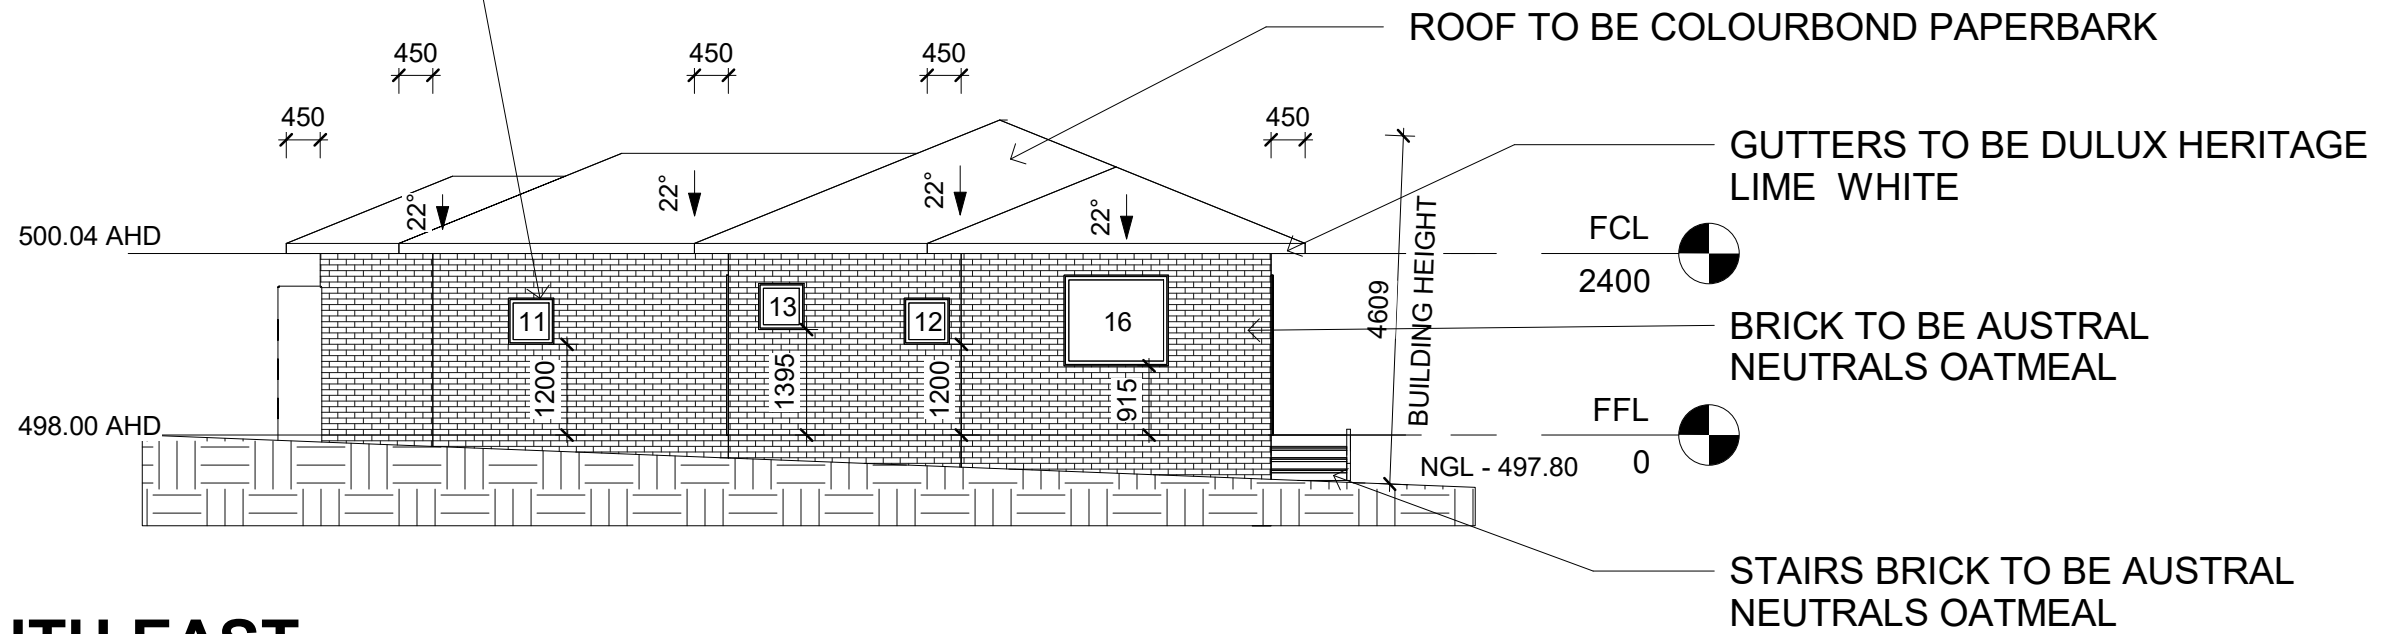 ROOF TO BE COLOURBOND PAPERBARK
450
450
450
450
450
GUTTERS TO BE DULUX HERITAGE
LIME WHITE
22°
22°
22°
22°
500.04 AHD
FCL
2400
4609
BUILDING HEIGHT
11
13
12
16
BRICK TO BE AUSTRAL
NEUTRALS OATMEAL
1200
1395
1200
915
498.00 AHD
FFL
0
NGL - 497.80
STAIRS BRICK TO BE AUSTRAL
NEUTRALS OATMEAL
EAST